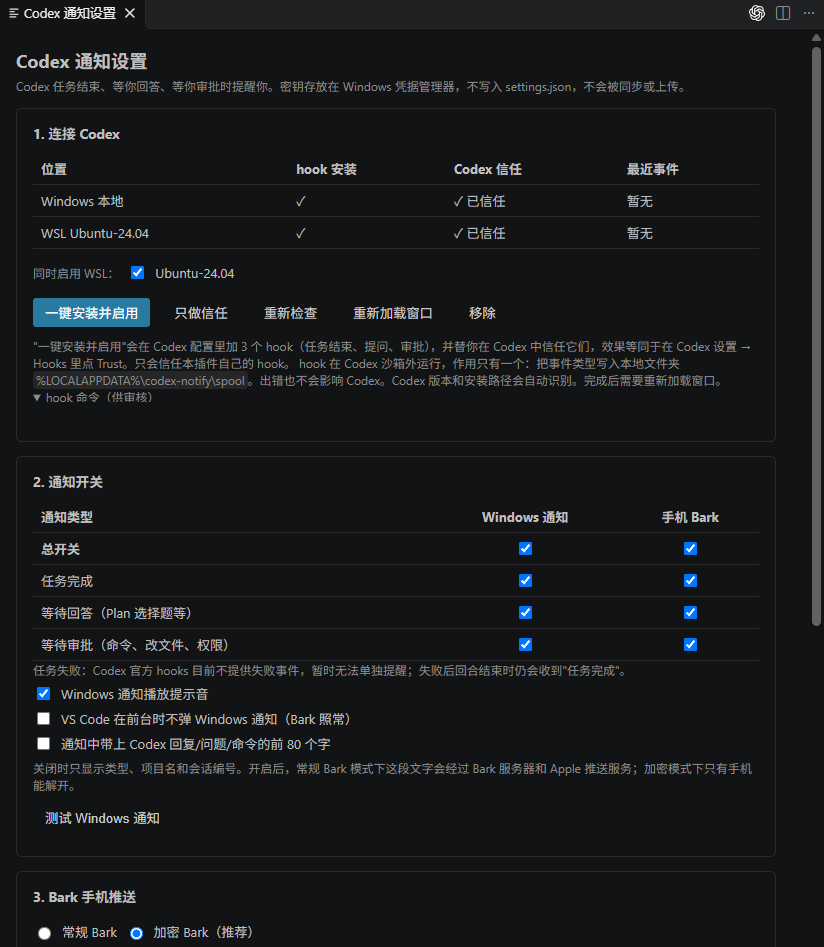 Codex 通知设置
Codex 通知设置
Codex 任务结束、等你回答、等你审批时提醒你。密钥存放在 Windows 凭据管理器，不写入 settings.json，不会被同步或上传。
1. 连接 Codex
位置 hook 安装 Codex 信任 最近事件
Windows 本地 ✓ ✓ 已信任 暂无
WSL Ubuntu-24.04 ✓ ✓ 已信任 暂无
同时启用 WSL： Ubuntu-24.04
一键安装并启用 只做信任 重新检查 重新加载窗口 移除
"一键安装并启用"会在 Codex 配置里加 3 个 hook（任务结束、提问、审批），并替你在 Codex 中信任它们，效果等同于在 Codex 设置 →
Hooks 里点 Trust。只会信任本插件自己的 hook。 hook 在 Codex 沙箱外运行，作用只有一个：把事件类型写入本地文件夹
%LOCALAPPDATA%\codex-notify\spool。出错也不会影响 Codex。Codex 版本和安装路径会自动识别。完成后需要重新加载窗口。
▼ hook 命令（供审核）
2. 通知开关
通知类型 Windows 通知 手机 Bark
总开关
任务完成
等待回答（Plan 选择题等）
等待审批（命令、改文件、权限）
任务失败：Codex 官方 hooks 目前不提供失败事件，暂时无法单独提醒；失败后回合结束时仍会收到"任务完成"。
Windows 通知播放提示音
VS Code 在前台时不弹 Windows 通知（Bark 照常）
通知中带上 Codex 回复/问题/命令的前 80 个字
关闭时只显示类型、项目名和会话编号。开启后，常规 Bark 模式下这段文字会经过 Bark 服务器和 Apple 推送服务；加密模式下只有手机
能解开。
测试 Windows 通知
3. Bark 手机推送
常规 Bark 加密 Bark（推荐）